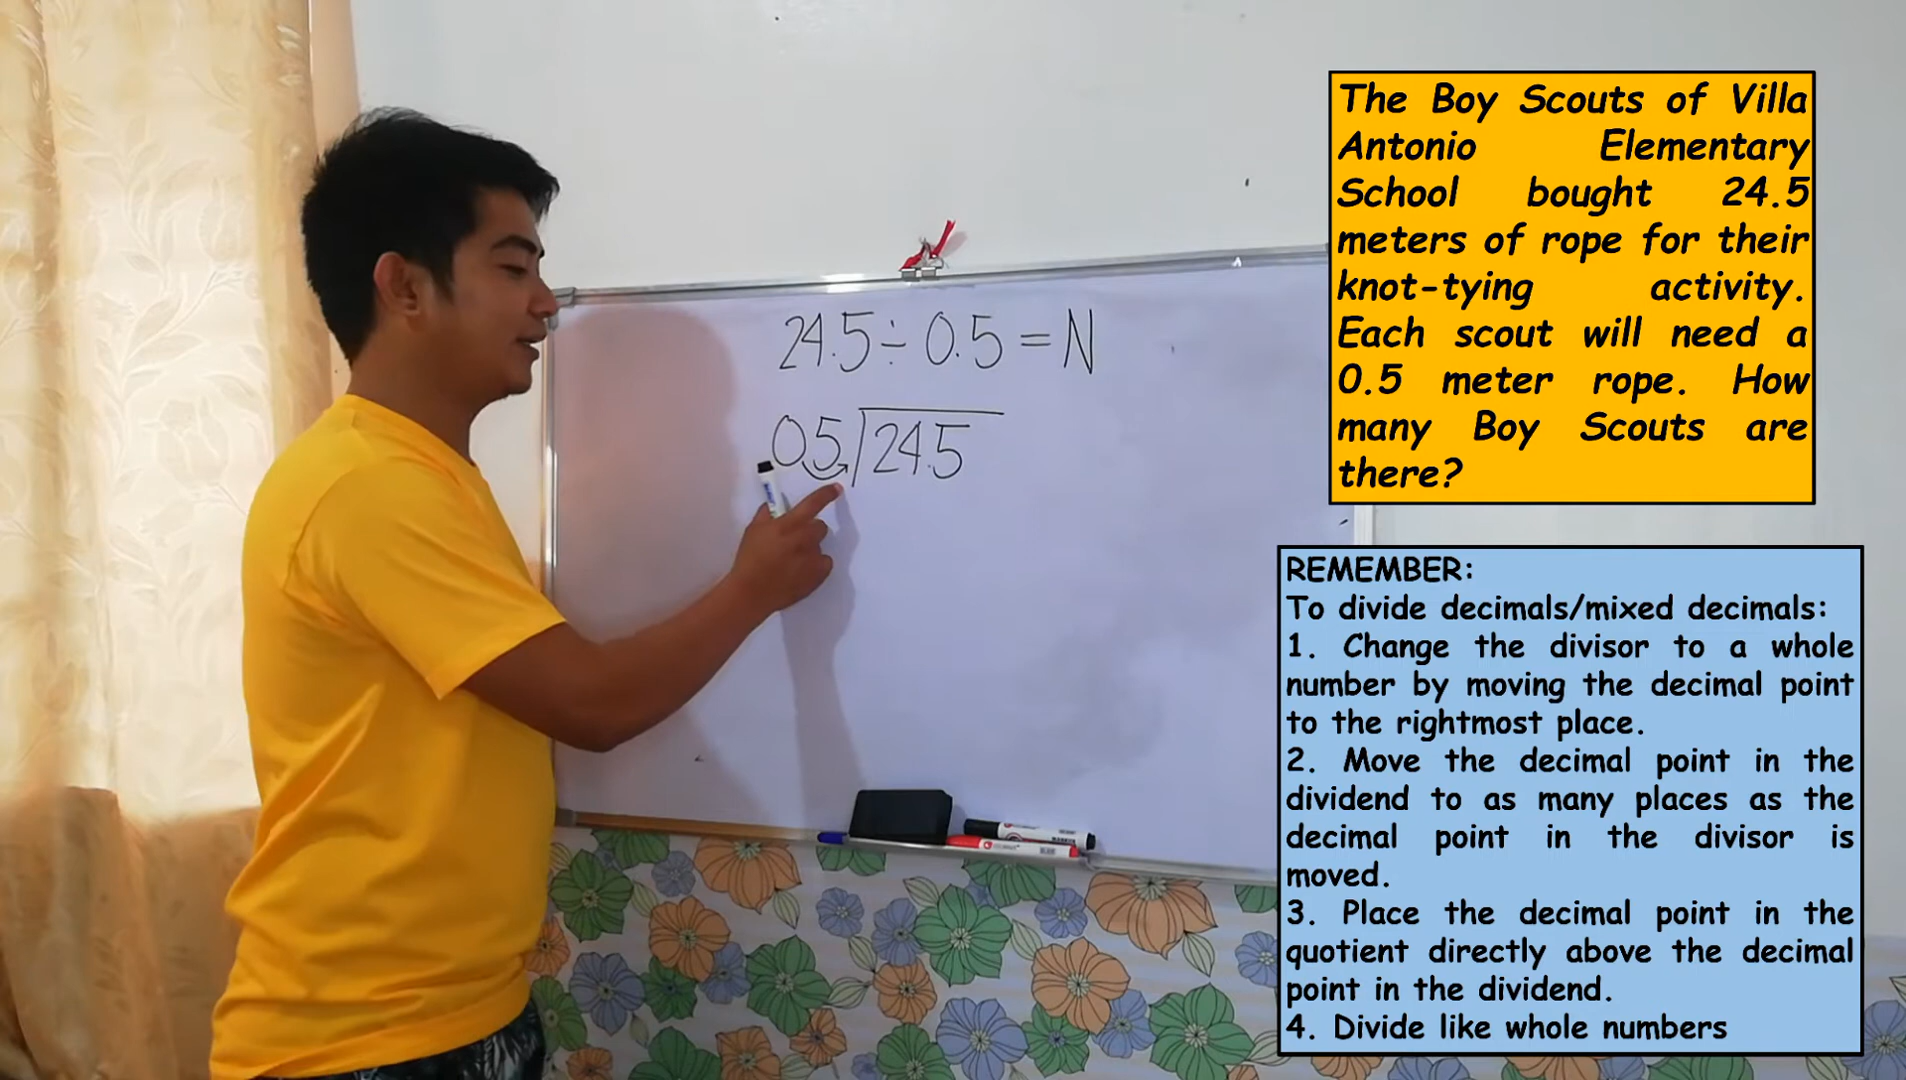 24.5 ÷ 0.5 = N
05 24.5
The Boy Scouts of Villa
Antonio Elementary
School bought 24.5
meters of rope for their
knot-tying activity.
Each scout will need a
0.5 meter rope. How
many Boy Scouts are
there?
REMEMBER:
To divide decimals/mixed decimals:
1. Change the divisor to a whole
number by moving the decimal point
to the rightmost place.
2. Move the decimal point in the
dividend to as many places as the
decimal point in the divisor is
moved.
3. Place the decimal point in the
quotient directly above the decimal
point in the dividend.
4. Divide like whole numbers